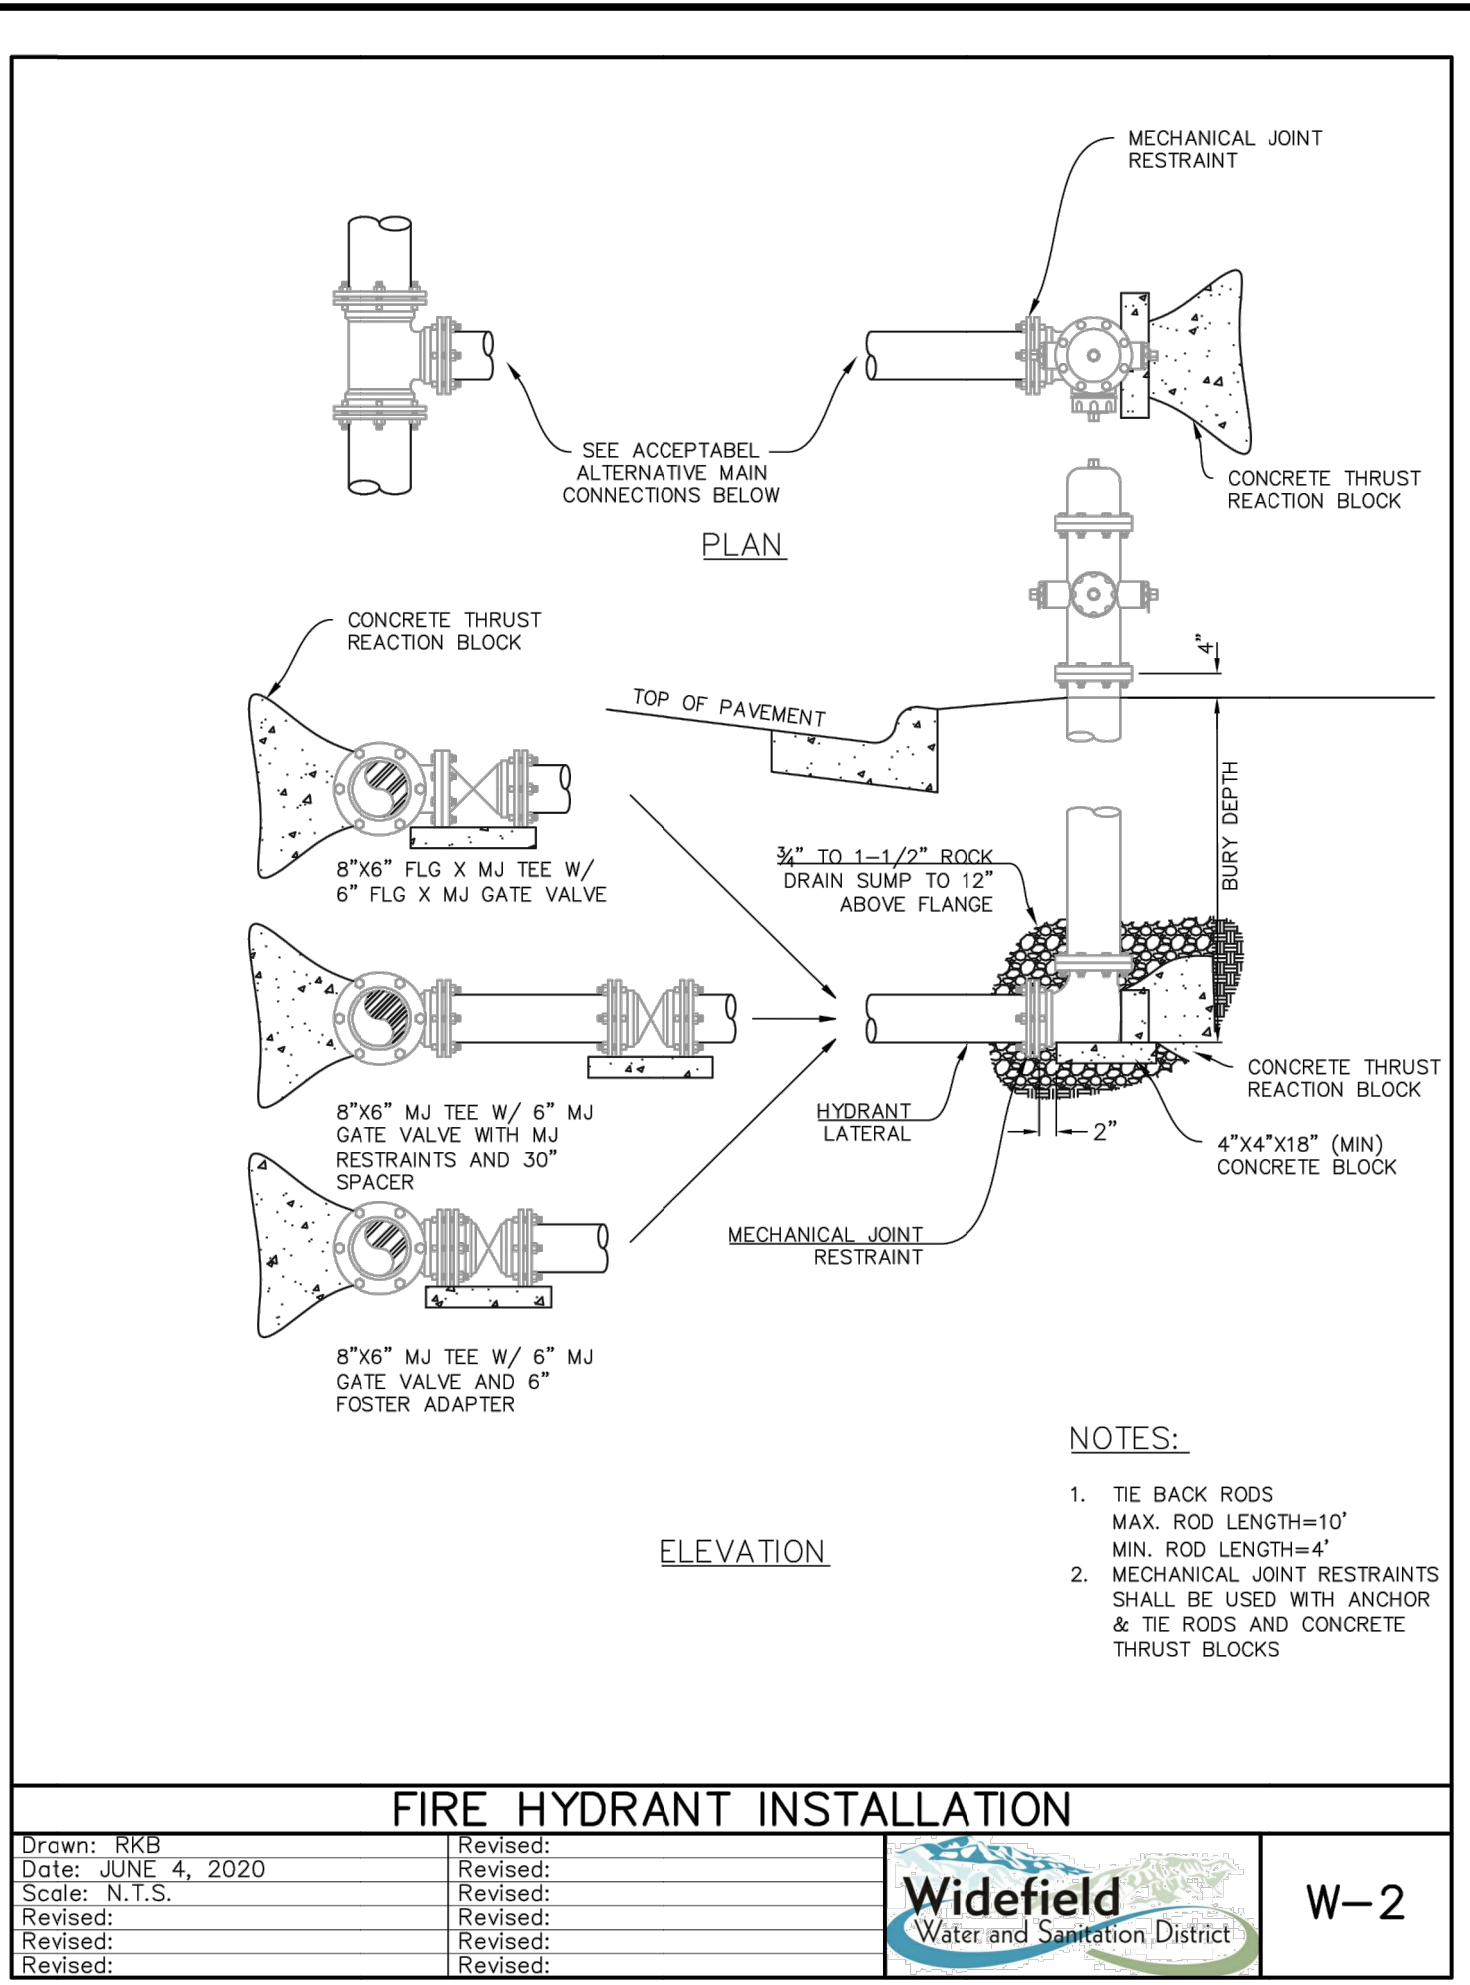 MECHANICAL JOINT
RESTRAINT
SEE ACCEPTABEL
ALTERNATIVE MAIN
CONNECTIONS BELOW
CONCRETE THRUST
REACTION BLOCK
PLAN
CONCRETE THRUST
REACTION BLOCK
4"
TOP OF PAVEMENT
BURY DEPTH
8"X6" FLG X MJ TEE W/
6" FLG X MJ GATE VALVE
¾" TO 1-1/2" ROCK
DRAIN SUMP TO 12"
ABOVE FLANGE
CONCRETE THRUST
REACTION BLOCK
8"X6" MJ TEE W/ 6" MJ
GATE VALVE WITH MJ
RESTRAINTS AND 30"
SPACER
HYDRANT
LATERAL
2"
4"X4"X18" (MIN)
CONCRETE BLOCK
MECHANICAL JOINT
RESTRAINT
8"X6" MJ TEE W/ 6" MJ
GATE VALVE AND 6"
FOSTER ADAPTER
NOTES:
1. TIE BACK RODS
MAX. ROD LENGTH=10'
MIN. ROD LENGTH=4'
2. MECHANICAL JOINT RESTRAINTS
SHALL BE USED WITH ANCHOR
& TIE RODS AND CONCRETE
THRUST BLOCKS
ELEVATION
FIRE HYDRANT INSTALLATION
Drawn: RKB
Date: JUNE 4, 2020
Scale: N.T.S.
Revised:
Revised:
Revised:
Revised:
Revised:
Revised:
Revised:
Revised:
Revised:
Widefield
Water and Sanitation District
W-2